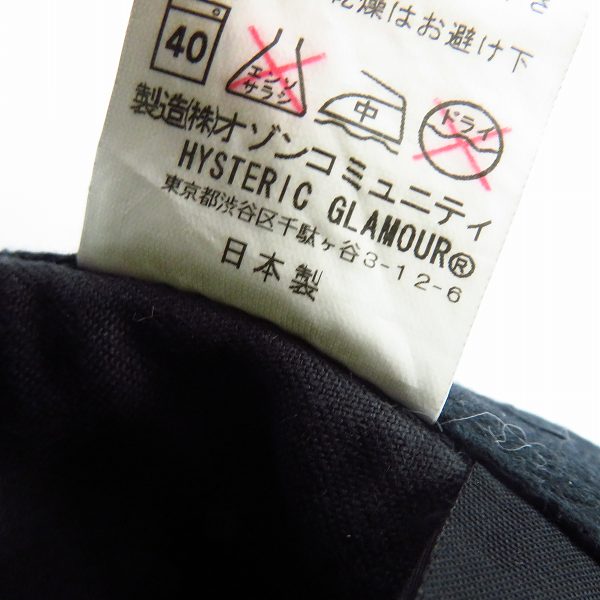 乾燥はお避け下
40
エンソ
サラシ
中
ドライ
製造(株)オゾンコミュニティ
HYSTERIC GLAMOUR®
東京都渋谷区千駄ヶ谷3-12-6
日本製